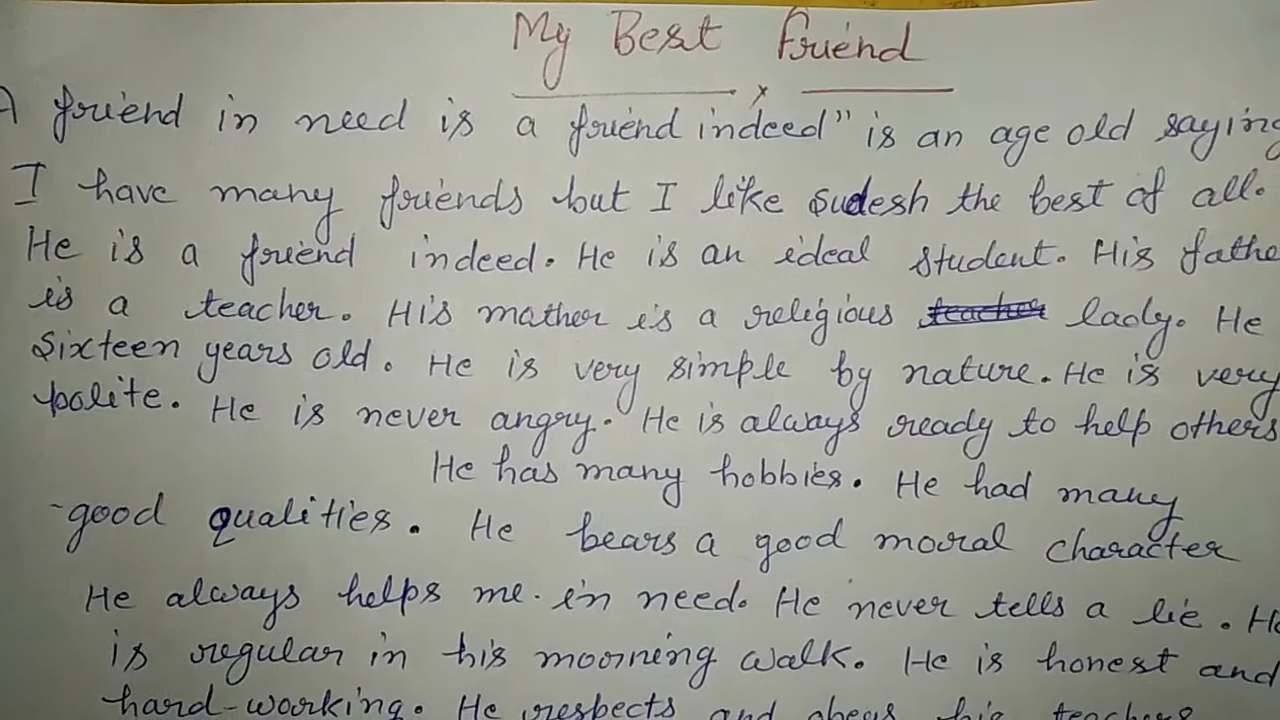 My Best Friend
A friend in need is a friend indeed" is an age old saying
I have many friends but I like Sudesh the best of all.
He is a friend indeed. He is an ideal student. His fathe
is a teacher. His mather is a religious teacher lady. He
Sixteen years old. He is very simple by nature. He is very
polite. He is never angry. He is always ready to help others
He has many hobbies. He had many
-good qualities. He bears a good moral character
He always helps me. in need. He never tells a lie. He
is regular in his morning walk. He is honest and
hard-working. He respects and obeys his teachers